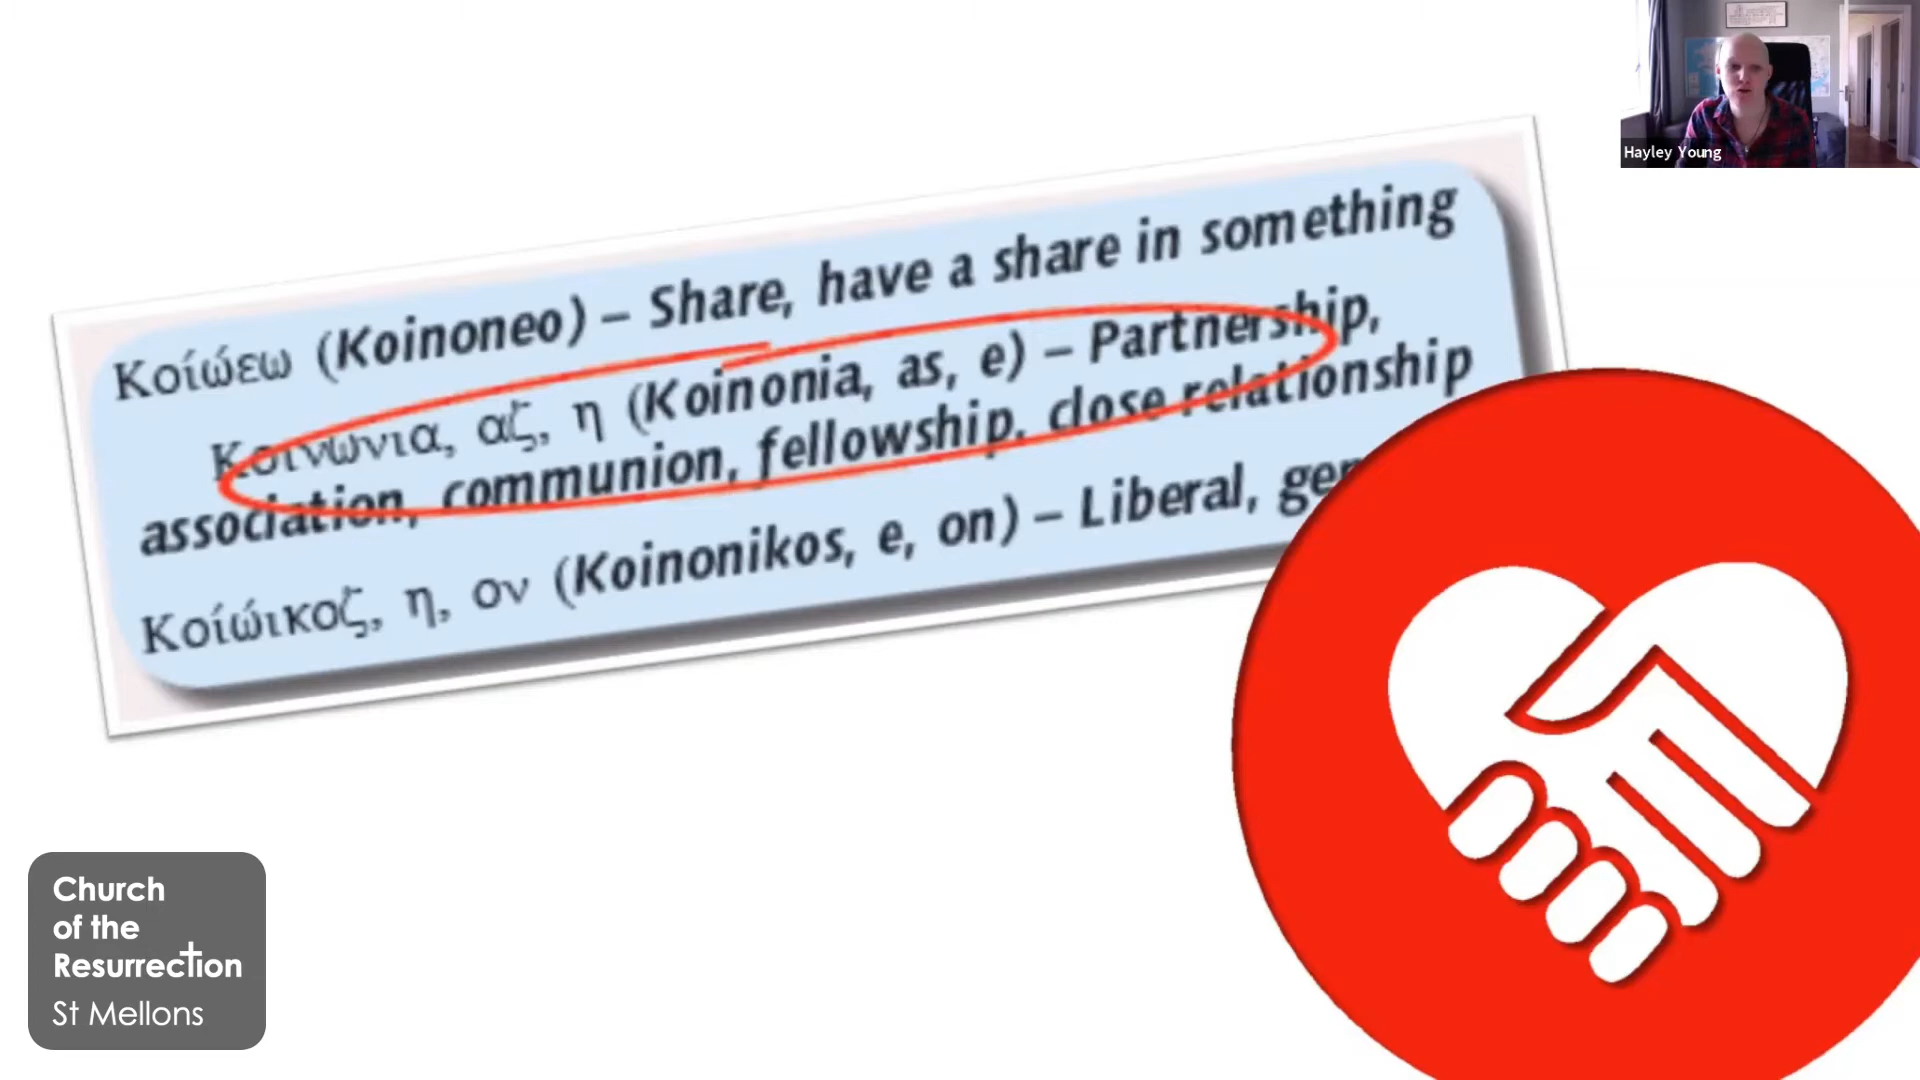 Hayley Young
Κοίώεω (Koinoneo) – Share, have a share in something
Κοινωνια, αζ, η (Koinonia, as, e) – Partnership,
association, communion, fellowship, close relationship
Κοίώικοζ, η, ον (Koinonikos, e, on) – Liberal,
Church
of the
Resurrection
St Mellons